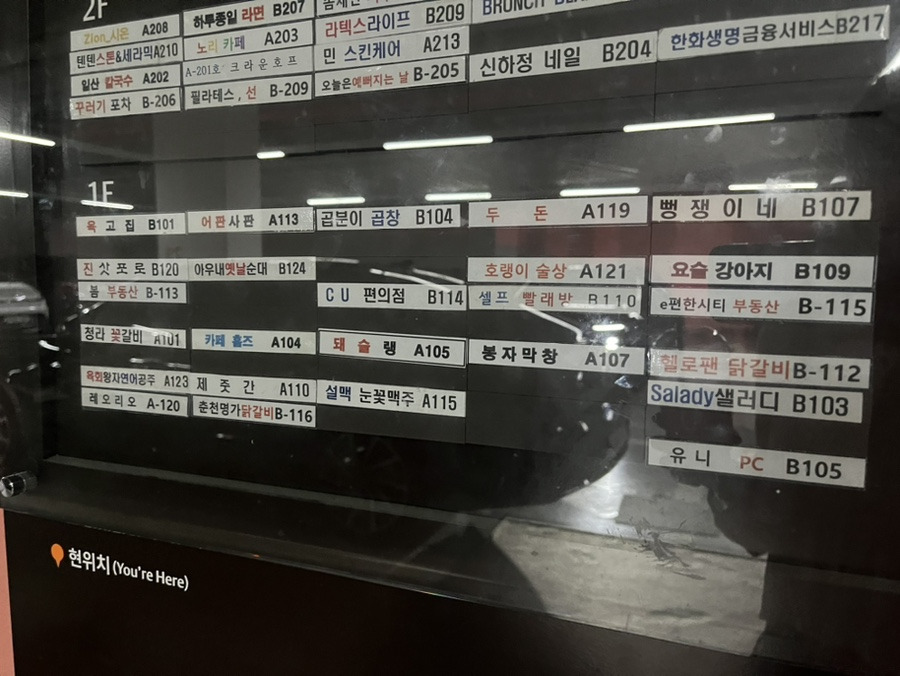 2F
Zion_시온 A208
하루종일 라면 B207
라텍스라이프 B209
BRUNCH
한화생명금융서비스B217
텐텐스톤&세라믹A210
노리 카페 A203
민 스킨케어 A213
신하정 네일 B204
일산 칼국수 A202
A-201호 크라운호프
오늘은예뻐지는 날 B-205
꾸러기 포차 B-206
필라테스, 선 B-209
1F
육 고 집 B101
어판사판 A113
곱분이 곱창 B104
두 돈 A119
뻥 쟁 이 네 B107
진 삿 포 로 B120
아우내옛날순대 B124
호랭이 술상 A121
요술 강아지 B109
봄 부동산 B-113
C U 편의점 B114
셀프 빨래방 B110
e편한시티 부동산 B-115
청라 꽃갈비 A101
카페 홈즈 A104
돼 슐 랭 A105
봉자막창 A107
헬로팬 닭갈비B-112
육회왕자연어공주 A123
제 줏 간 A110
설맥 눈꽃맥주 A115
Salady샐러디 B103
레오리오 A-120
춘천명가닭갈비B-116
유 니 PC B105
현위치 (You're Here)